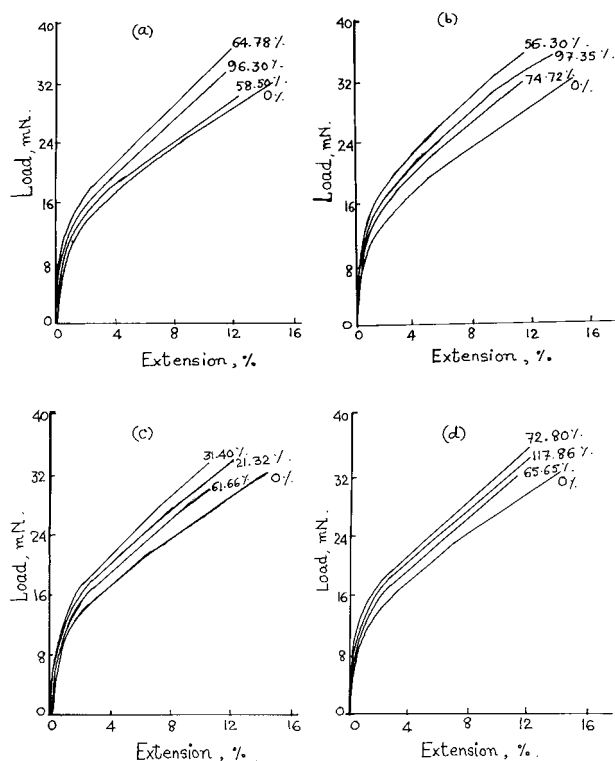 (a)
40
32
24
16
8
0
Load, mN.
64.78%.
96.30%.
58.50%.
0%.
0 4 8 12 16
Extension, %.
(b)
40
32
24
16
8
0
Load, mN.
56.30%.
97.35%.
74.72%.
0%.
0 4 8 12 16
Extension, %.
(c)
40
32
24
16
8
0
Load, mN.
31.40%.
21.32%.
61.66%.
0%.
0 4 8 12 16
Extension, %.
(d)
40
32
24
16
8
0
Load, mN.
72.80%.
117.86%.
65.65%.
0%.
0 4 8 12 16
Extension, %.